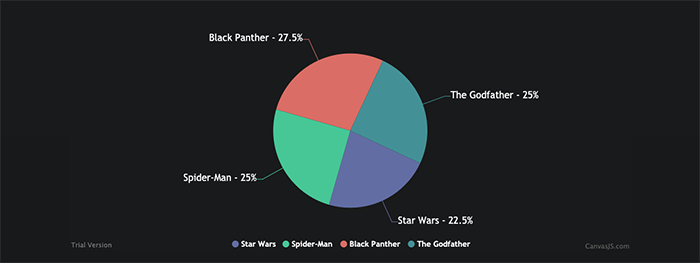 Black Panther - 27.5%
The Godfather - 25%
Spider-Man - 25%
Star Wars - 22.5%
Trial Version
Star Wars Spider-Man Black Panther The Godfather
CanvasJS.com